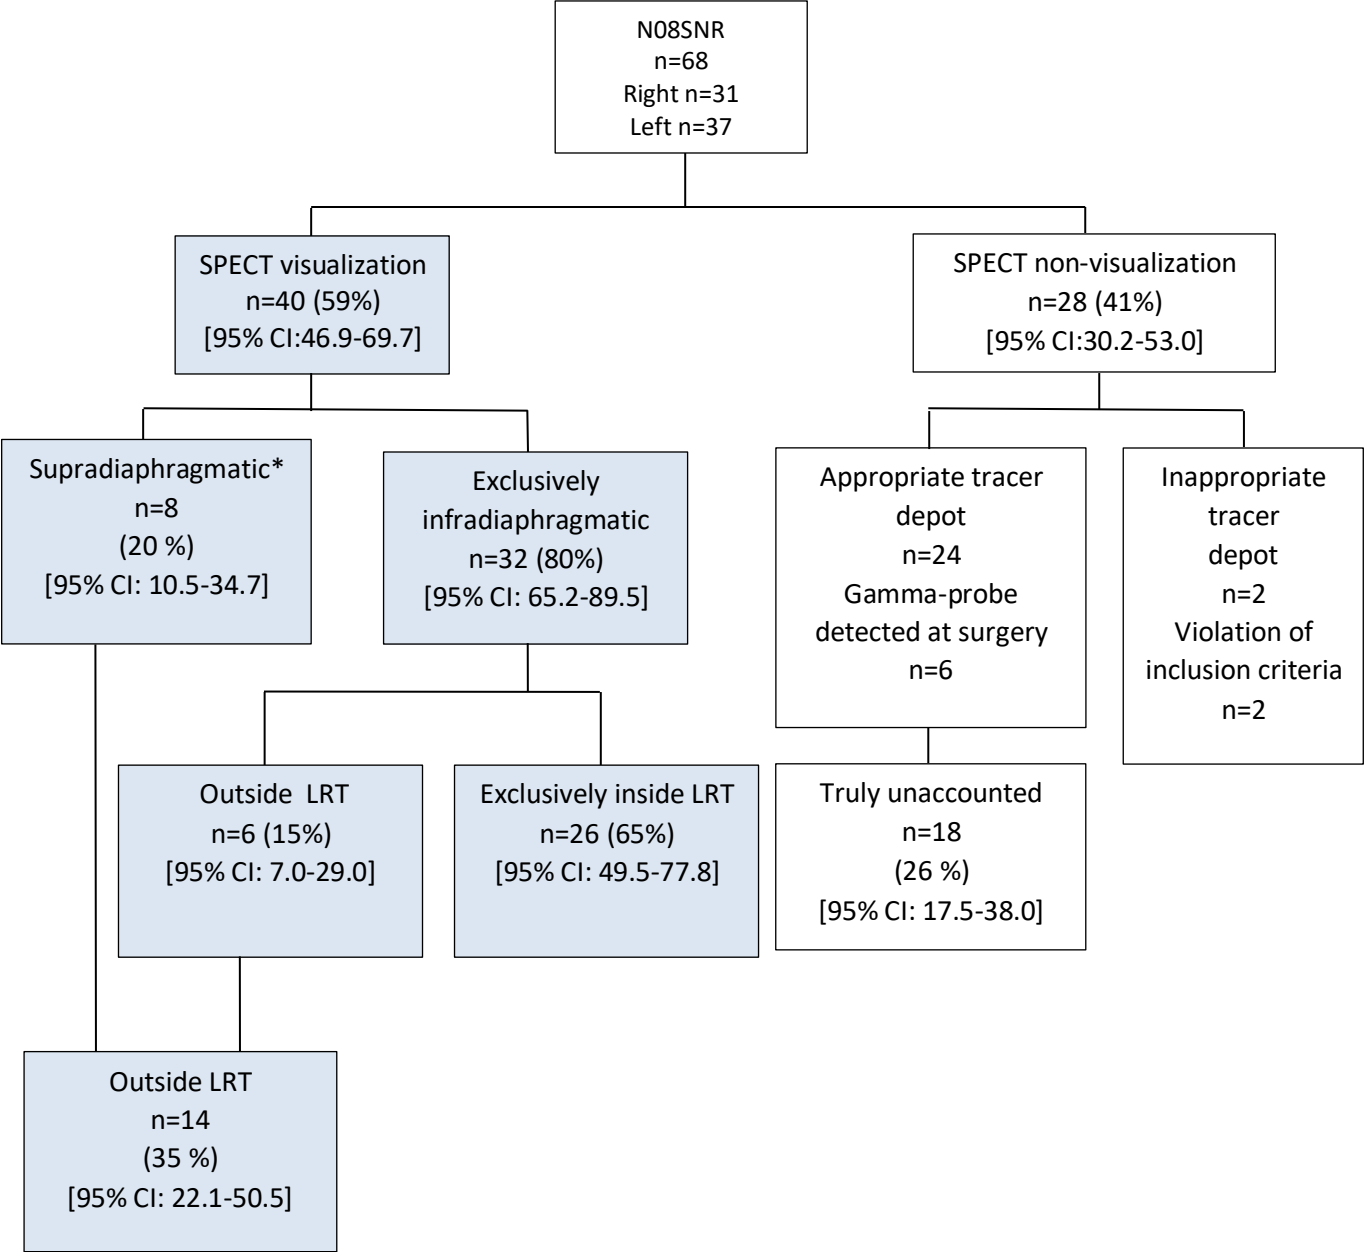 N08SNR
n=68
Right n=31
Left n=37
SPECT visualization
n=40 (59%)
[95% CI:46.9-69.7]
SPECT non-visualization
n=28 (41%)
[95% CI:30.2-53.0]
Supradiaphragmatic*
n=8
(20 %)
[95% CI: 10.5-34.7]
Exclusively
infradiaphragmatic
n=32 (80%)
[95% CI: 65.2-89.5]
Appropriate tracer
depot
n=24
Gamma-probe
detected at surgery
n=6
Inappropriate
tracer
depot
n=2
Violation of
inclusion criteria
n=2
Outside  LRT
n=6 (15%)
[95% CI: 7.0-29.0]
Exclusively inside LRT
n=26 (65%)
[95% CI: 49.5-77.8]
Truly unaccounted
n=18
(26 %)
[95% CI: 17.5-38.0]
Outside LRT
n=14
(35 %)
[95% CI: 22.1-50.5]